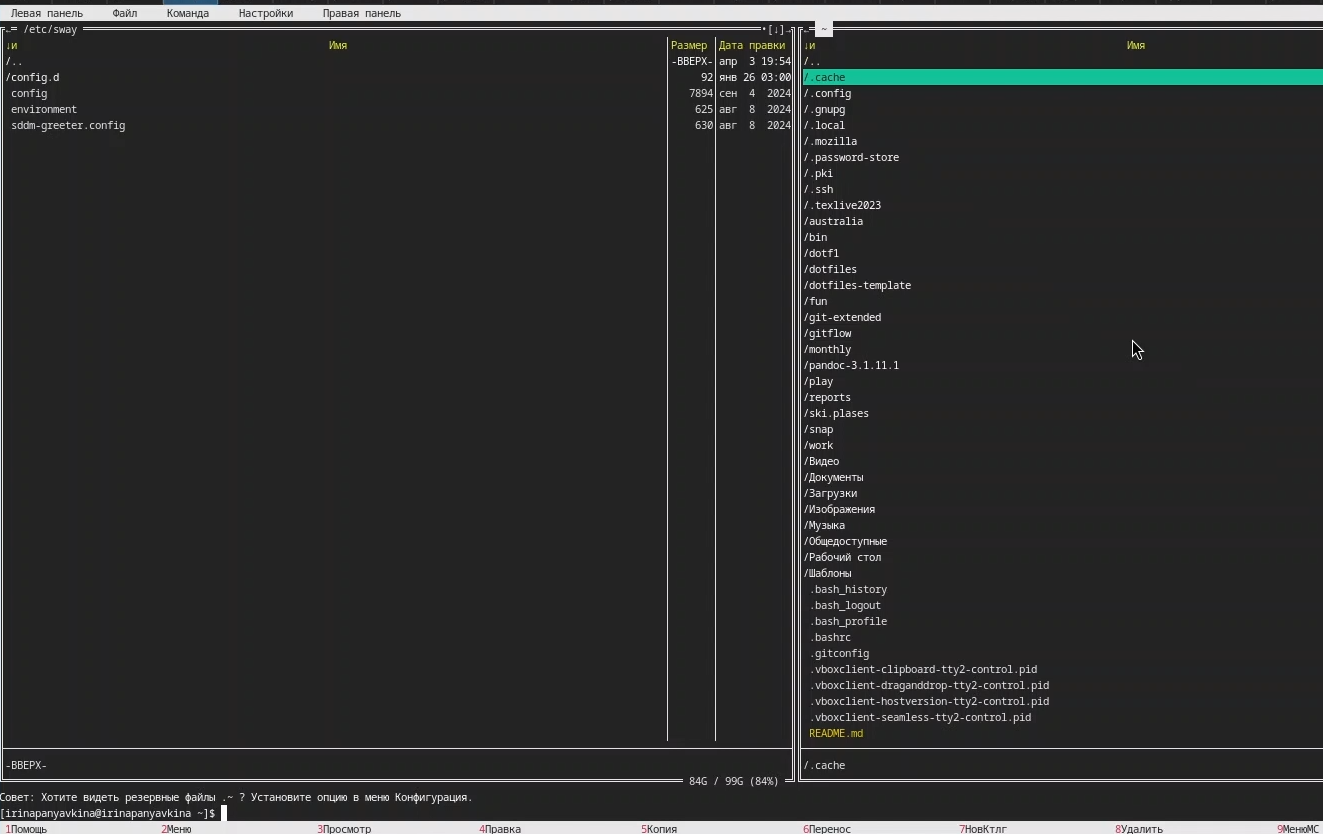 Левая панель Файл Команда Настройки Правая панель
/etc/sway .[↓]
↓и Имя Размер Дата правки
/.. -ВВЕРХ- апр 3 19:54
/config.d 92 янв 26 03:00
config 7894 сен 4 2024
environment 625 авг 8 2024
sddm-greeter.config 630 авг 8 2024
-ВВЕРХ-
84G / 99G (84%)
~
↓и Имя
/..
/.cache
/.config
/.gnupg
/.local
/.mozilla
/.password-store
/.pki
/.ssh
/.texlive2023
/australia
/bin
/dotf1
/dotfiles
/dotfiles-template
/fun
/git-extended
/gitflow
/monthly
/pandoc-3.1.11.1
/play
/reports
/ski.plases
/snap
/work
/Видео
/Документы
/Загрузки
/Изображения
/Музыка
/Общедоступные
/Рабочий стол
/Шаблоны
.bash_history
.bash_logout
.bash_profile
.bashrc
.gitconfig
.vboxclient-clipboard-tty2-control.pid
.vboxclient-draganddrop-tty2-control.pid
.vboxclient-hostversion-tty2-control.pid
.vboxclient-seamless-tty2-control.pid
README.md
/.cache
Совет: Хотите видеть резервные файлы .~ ? Установите опцию в меню Конфигурация.
[irinapanyavkina@irinapanyavkina ~]$
1Помощь 2Меню 3Просмотр 4Правка 5Копия 6Перенос 7НовКтлг 8Удалить 9МенюMC